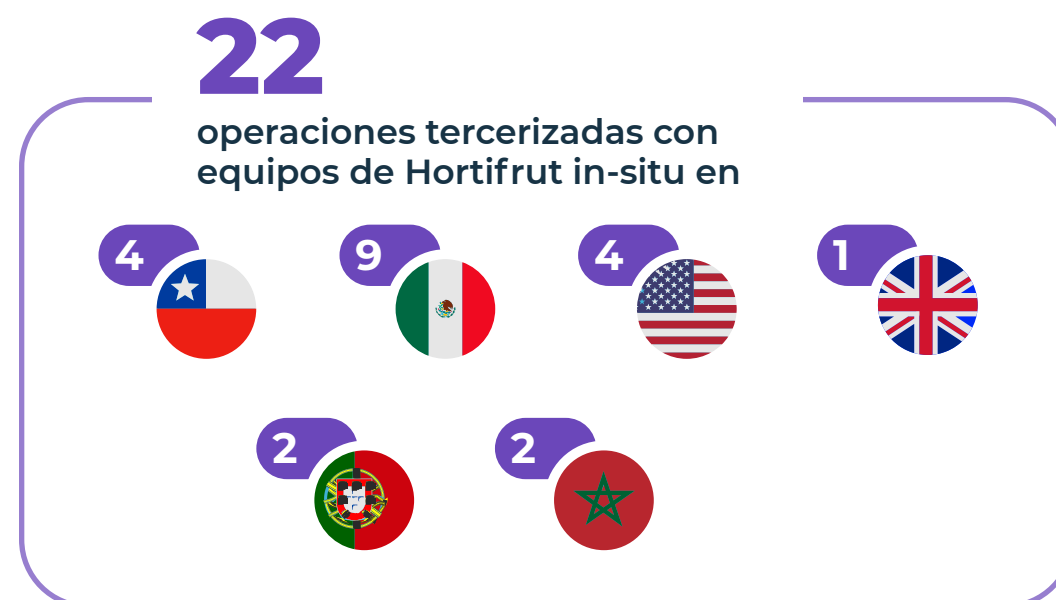 22
operaciones tercerizadas con
equipos de Hortifrut in-situ en
4 9 4 1
2 2